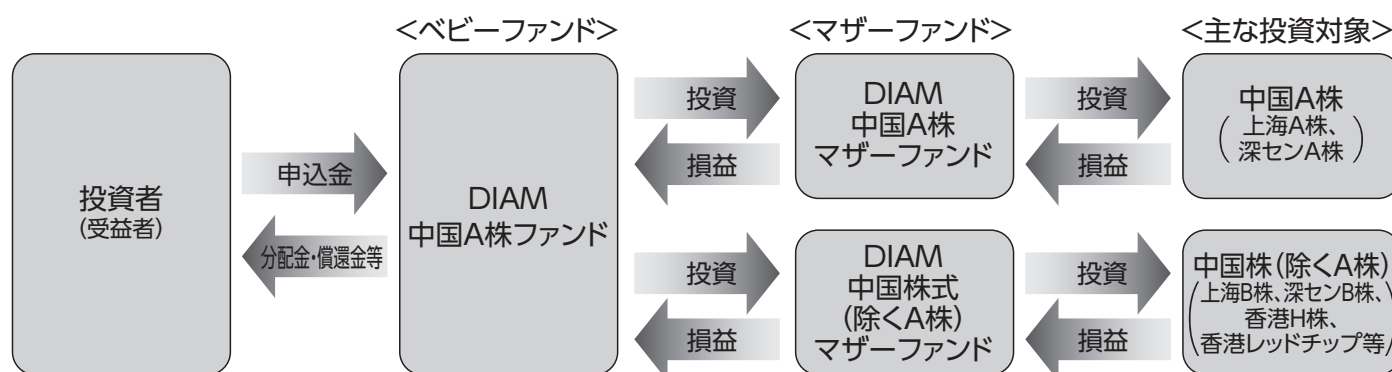 <ベビーファンド>
<マザーファンド>
<主な投資対象>
投資者
(受益者)
申込金
分配金・償還金等
DIAM
中国A株ファンド
投資
損益
DIAM
中国A株
マザーファンド
投資
損益
中国A株
(上海A株、
深センA株)
投資
損益
DIAM
中国株式
(除くA株)
マザーファンド
投資
損益
中国株(除くA株)
(上海B株、深センB株、
香港H株、
香港レッドチップ等)